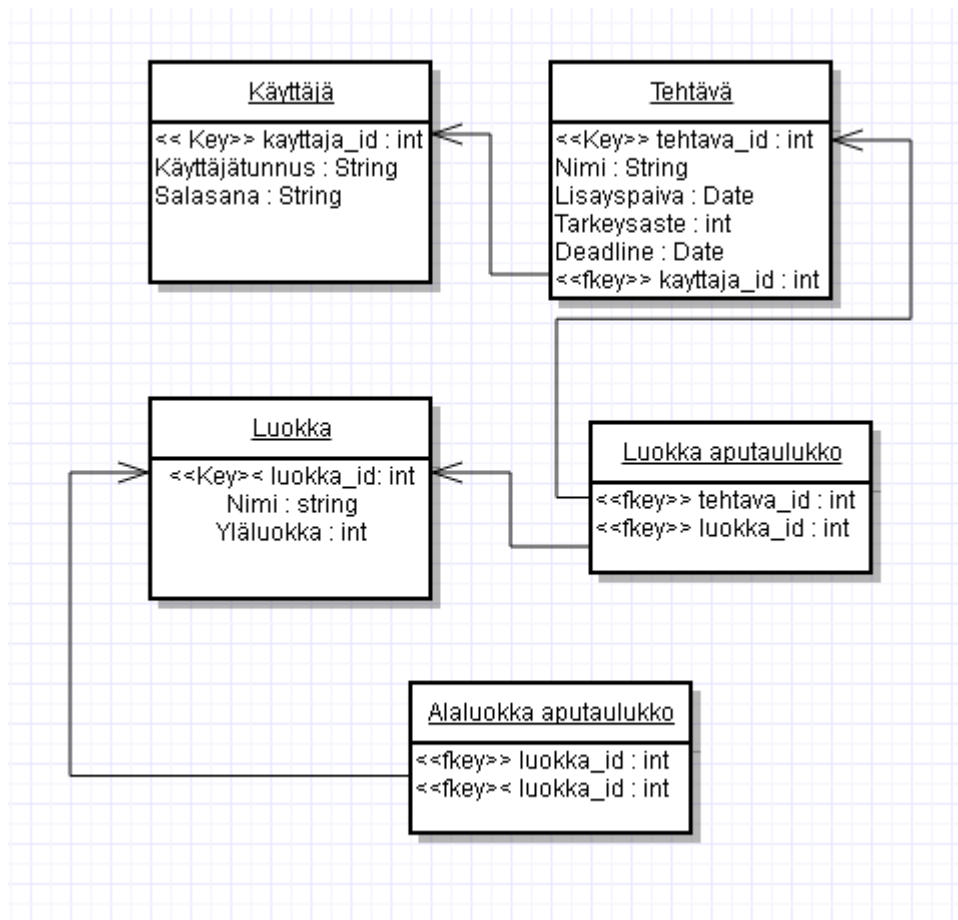 Käyttäjä
<< Key>> kayttaja_id : int
Käyttäjätunnus : String
Salasana : String
Tehtävä
<<Key>> tehtava_id : int
Nimi : String
Lisayspaiva : Date
Tarkeysaste : int
Deadline : Date
<<fkey>> kayttaja_id : int
Luokka
<<Key>< luokka_id: int
Nimi : string
Yläluokka : int
Luokka aputaulukko
<<fkey>> tehtava_id : int
<<fkey>> luokka_id : int
Alaluokka aputaulukko
<<fkey>> luokka_id : int
<<fkey>< luokka_id : int